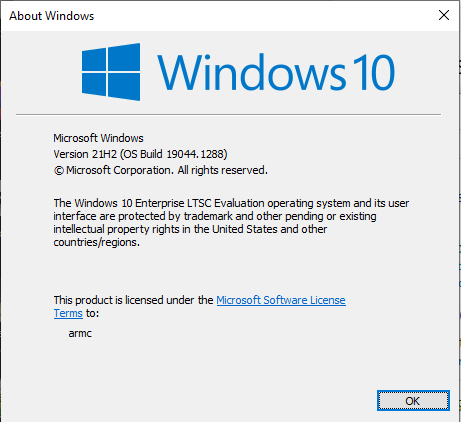 About Windows
Windows 10
Microsoft Windows
Version 21H2 (OS Build 19044.1288)
© Microsoft Corporation. All rights reserved.
The Windows 10 Enterprise LTSC Evaluation operating system and its user
interface are protected by trademark and other pending or existing
intellectual property rights in the United States and other
countries/regions.
This product is licensed under the Microsoft Software License
Terms to:
armc
OK